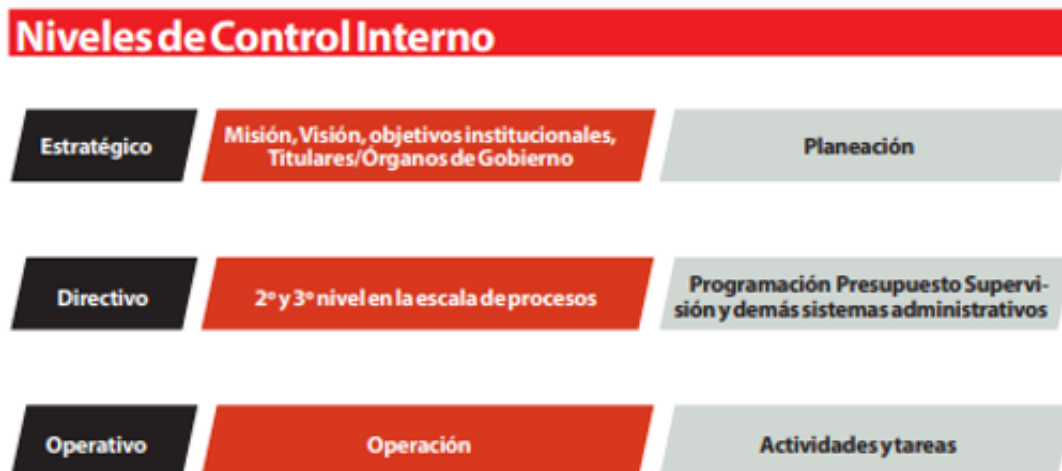 Niveles de Control Interno
Estratégico
Misión, Visión, objetivos institucionales,
Titulares/Órganos de Gobierno
Planeación
Directivo
2º y 3º nivel en la escala de procesos
Programación Presupuesto Supervi-
sión y demás sistemas administrativos
Operativo
Operación
Actividades y tareas